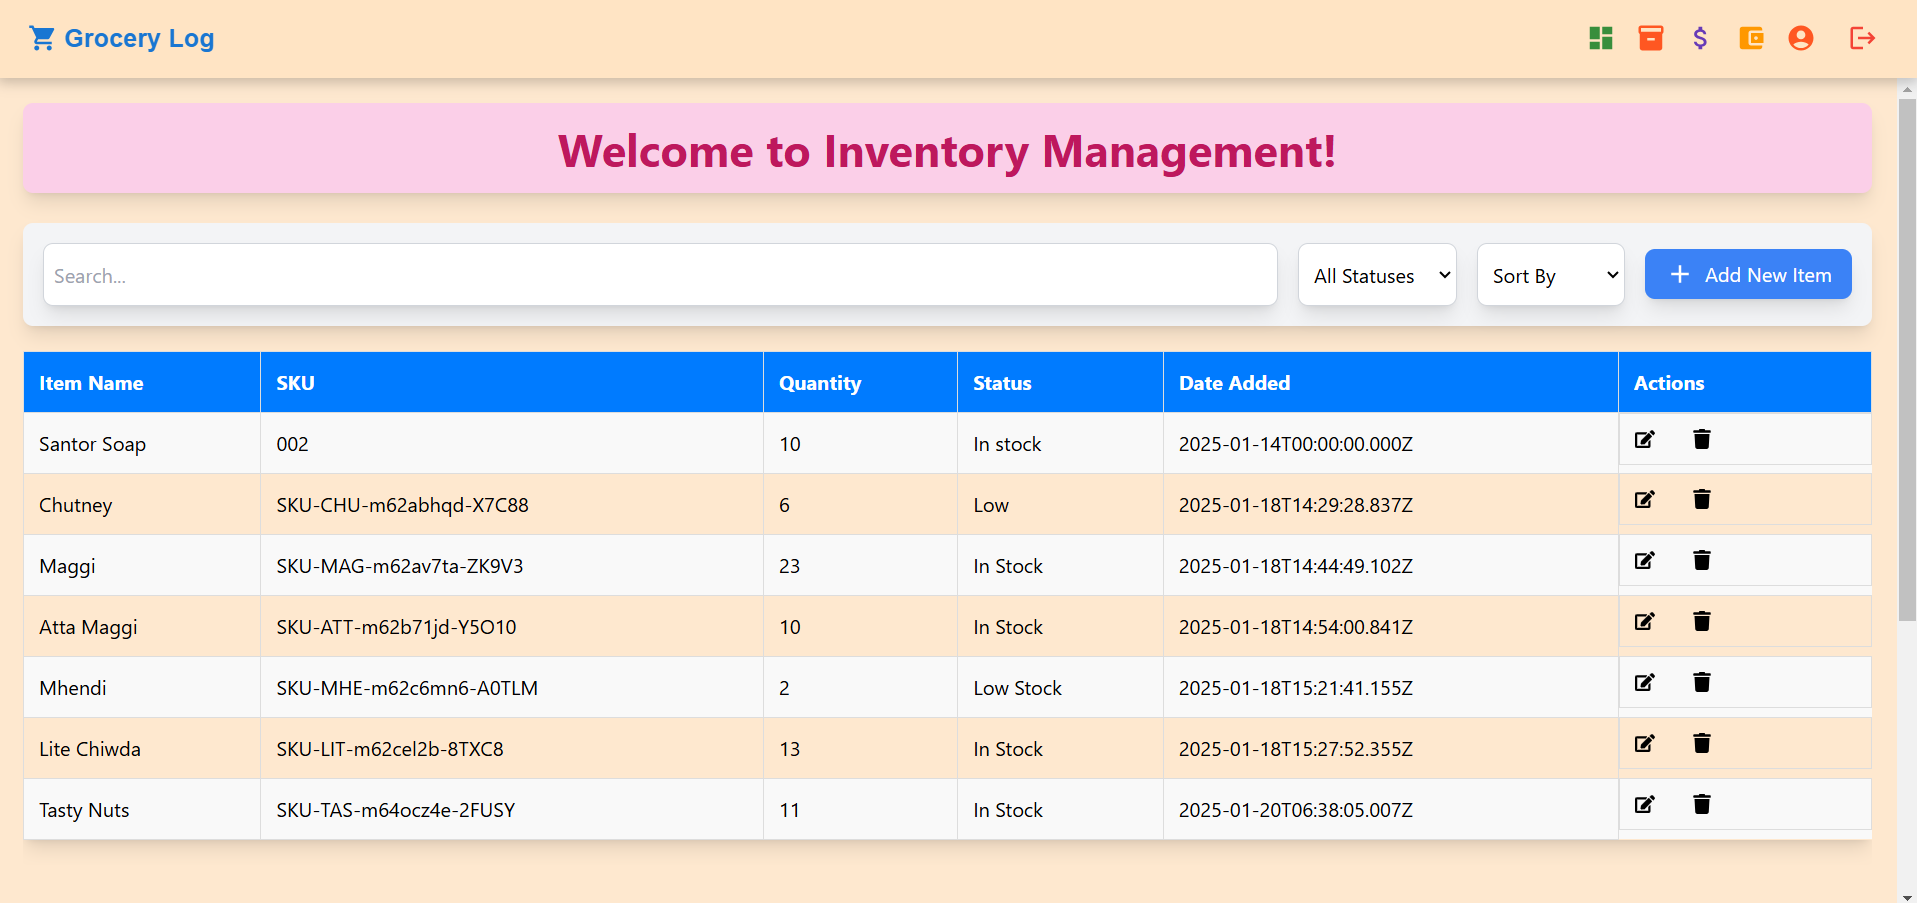 Grocery Log
Welcome to Inventory Management!
Search...
All Statuses
Sort By
Add New Item
Item Name SKU Quantity Status Date Added Actions
Santor Soap 002 10 In stock 2025-01-14T00:00:00.000Z
Chutney SKU-CHU-m62abhqd-X7C88 6 Low 2025-01-18T14:29:28.837Z
Maggi SKU-MAG-m62av7ta-ZK9V3 23 In Stock 2025-01-18T14:44:49.102Z
Atta Maggi SKU-ATT-m62b71jd-Y5O10 10 In Stock 2025-01-18T14:54:00.841Z
Mhendi SKU-MHE-m62c6mn6-A0TLM 2 Low Stock 2025-01-18T15:21:41.155Z
Lite Chiwda SKU-LIT-m62cel2b-8TXC8 13 In Stock 2025-01-18T15:27:52.355Z
Tasty Nuts SKU-TAS-m64ocz4e-2FUSY 11 In Stock 2025-01-20T06:38:05.007Z